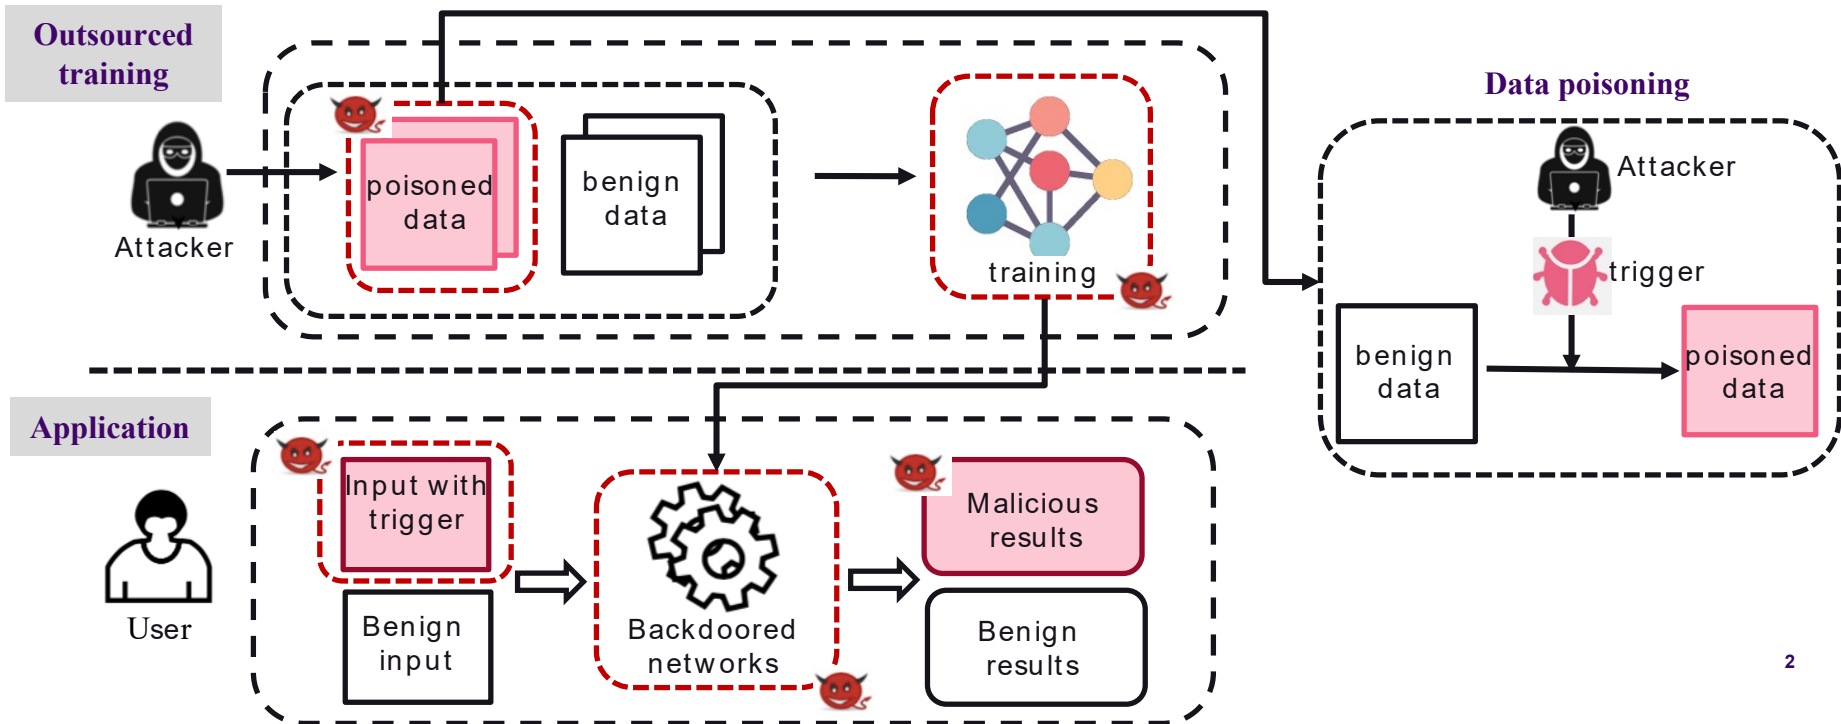 Outsourced
training
Attacker
poisoned
data
benign
data
training
Data poisoning
Attacker
trigger
benign
data
poisoned
data
Application
User
Input with
trigger
Benign
input
Backdoored
networks
Malicious
results
Benign
results
2